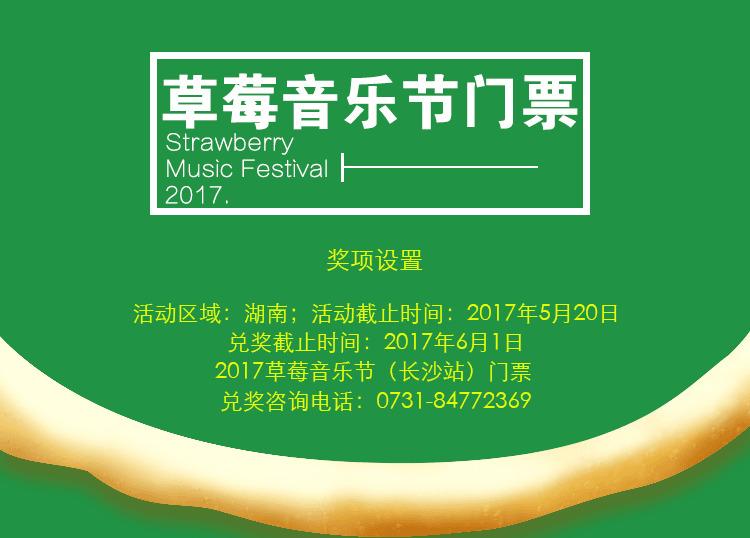 草莓音乐节门票
Strawberry
Music Festival
2017.
奖项设置
活动区域：湖南；活动截止时间：2017年5月20日
兑奖截止时间：2017年6月1日
2017草莓音乐节（长沙站）门票
兑奖咨询电话：0731-84772369